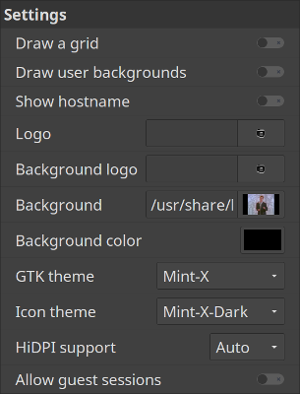 Settings
Draw a grid
Draw user backgrounds
Show hostname
Logo
Background logo
Background /usr/share/l
Background color
GTK theme Mint-X
Icon theme Mint-X-Dark
HiDPI support Auto
Allow guest sessions